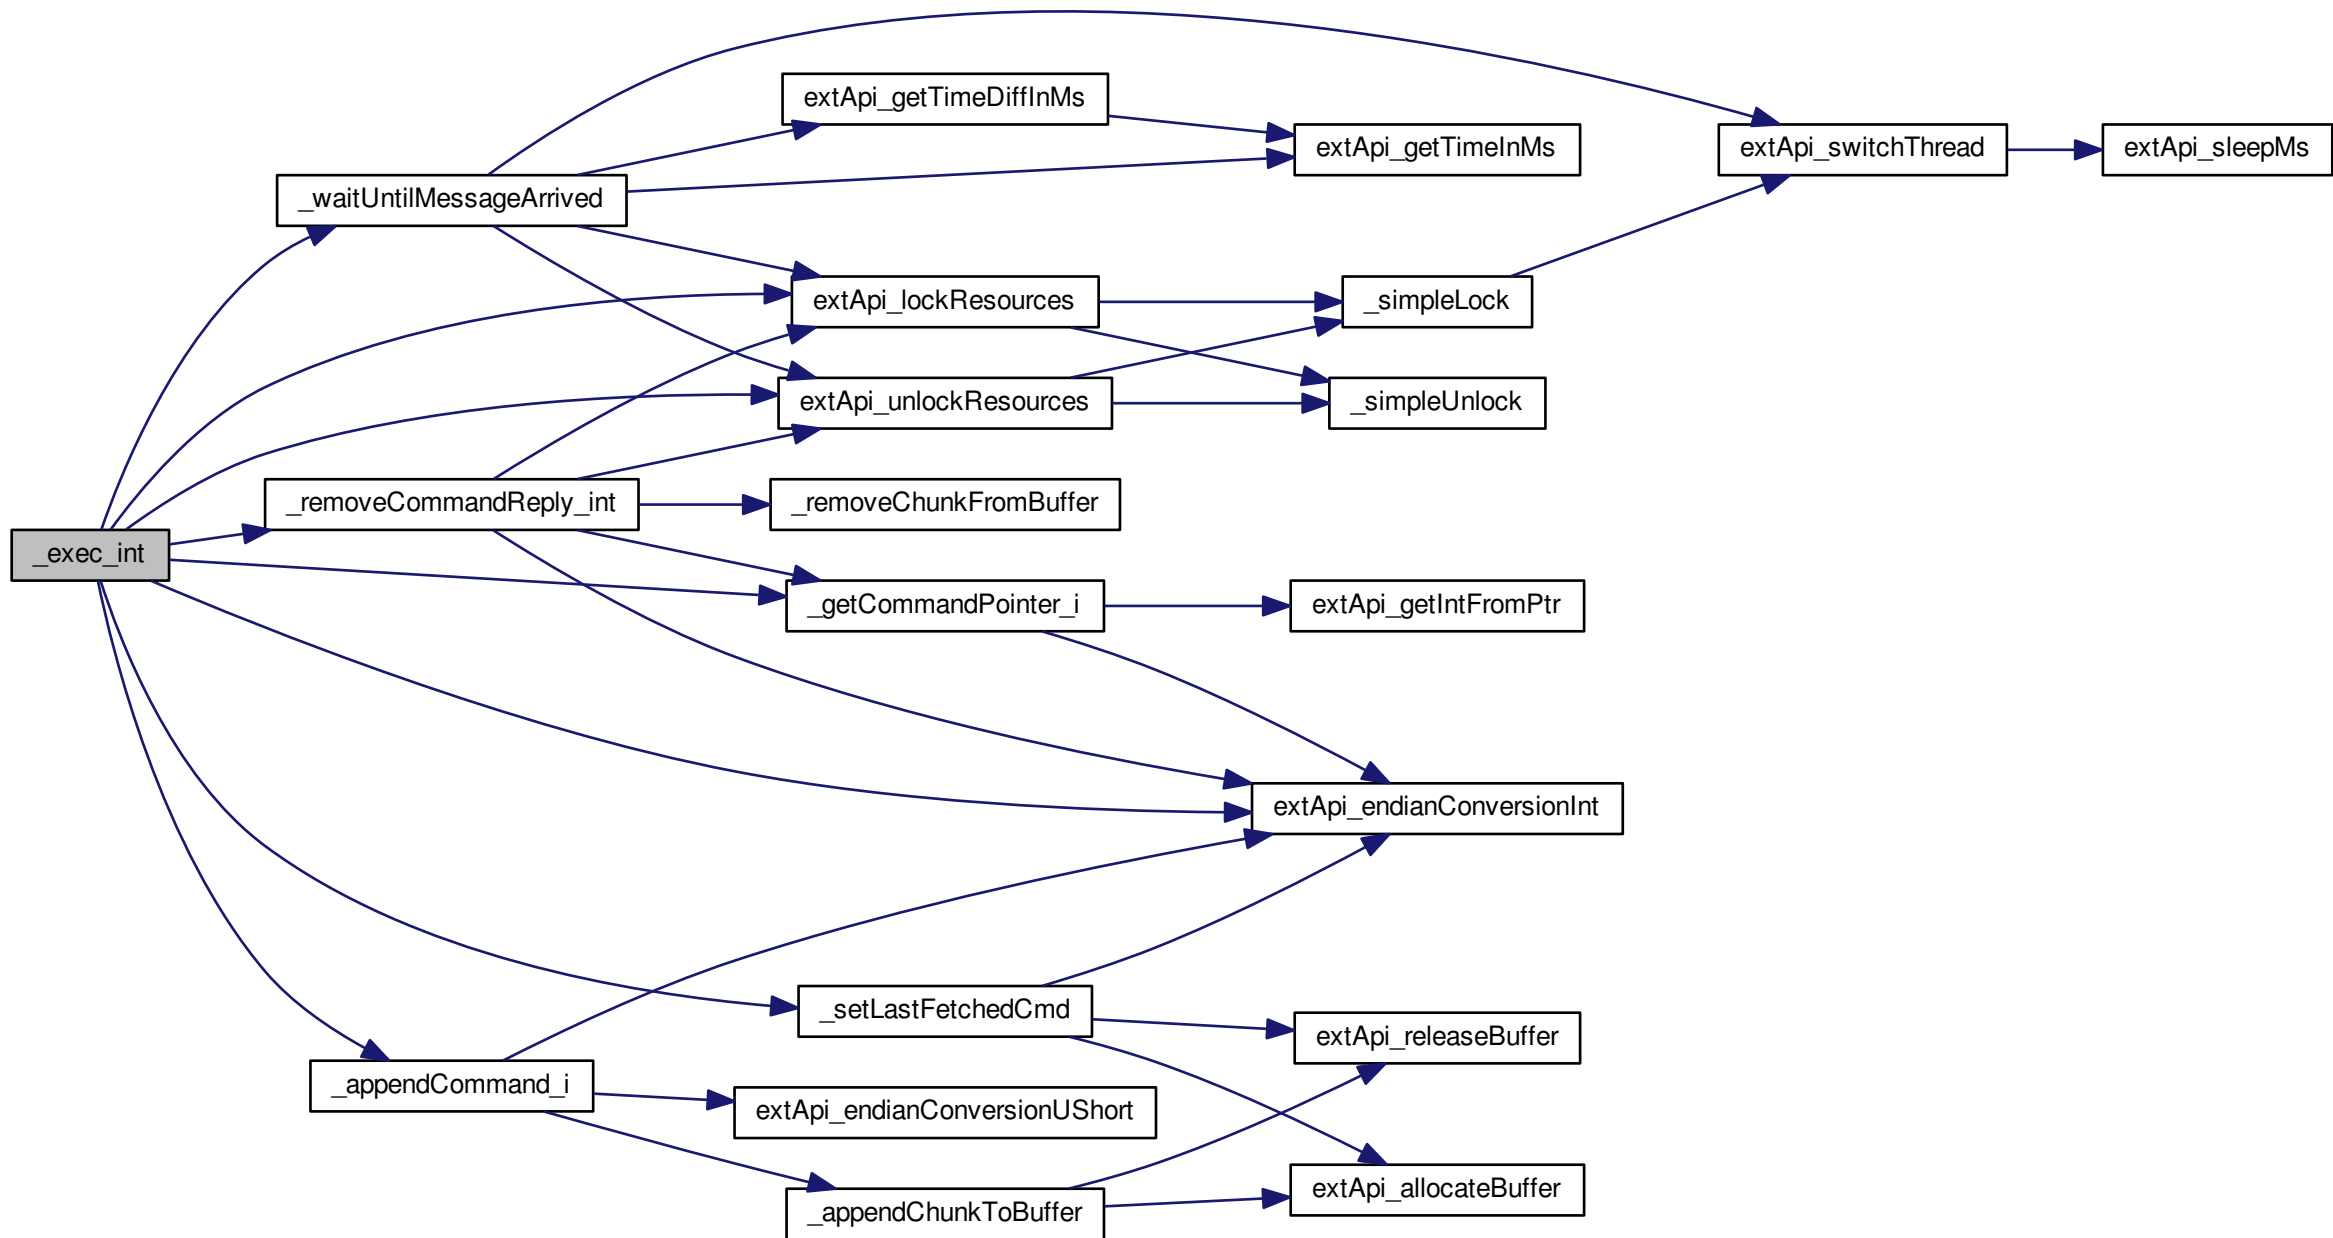 extApi_getTimeDiffInMs
extApi_getTimeInMs
extApi_switchThread
extApi_sleepMs
_waitUntilMessageArrived
extApi_lockResources
_simpleLock
extApi_unlockResources
_simpleUnlock
_removeCommandReply_int
_removeChunkFromBuffer
_exec_int
_getCommandPointer_i
extApi_getIntFromPtr
extApi_endianConversionInt
_setLastFetchedCmd
extApi_releaseBuffer
_appendCommand_i
extApi_endianConversionUShort
extApi_allocateBuffer
_appendChunkToBuffer